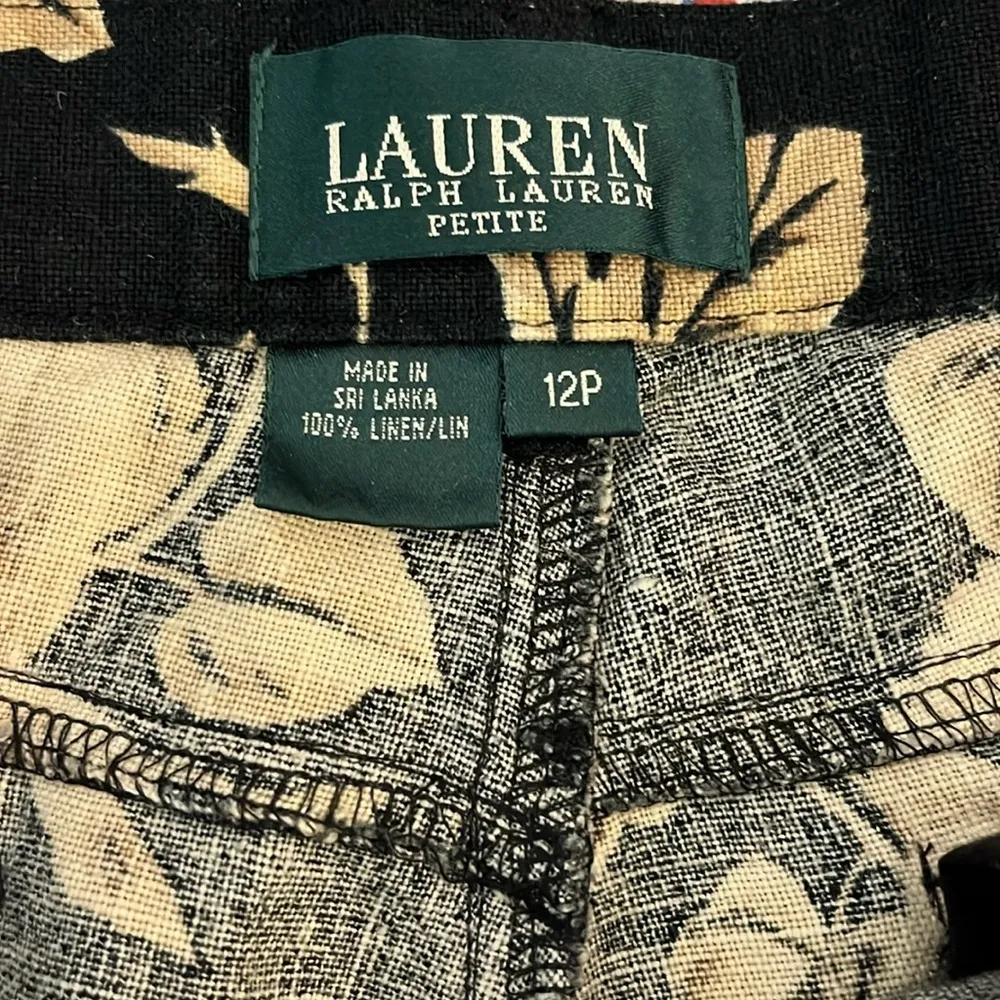 LAUREN
RALPH LAUREN
PETITE
MADE IN
SRI LANKA
100% LINEN/LIN
12P